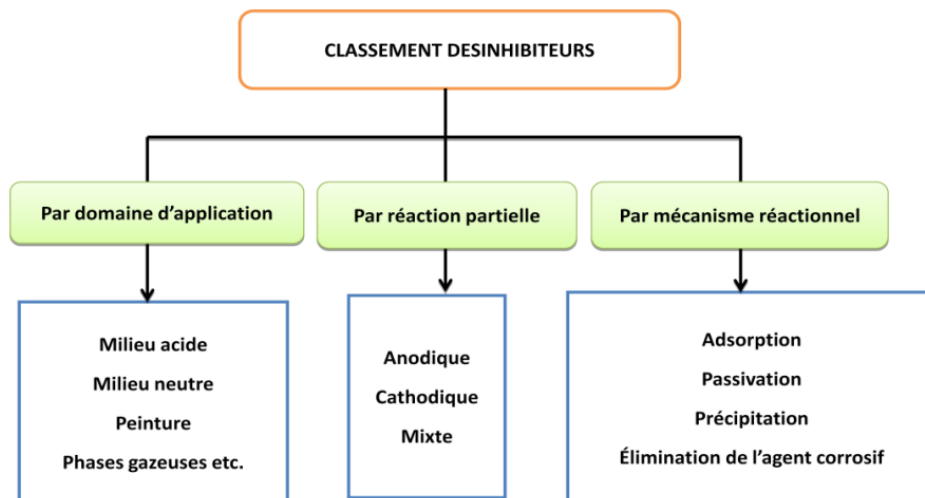 CLASSEMENT DESINHIBITEURS
Par domaine d'application
Par réaction partielle
Par mécanisme réactionnel
Milieu acide
Milieu neutre
Peinture
Phases gazeuses etc.
Anodique
Cathodique
Mixte
Adsorption
Passivation
Précipitation
Élimination de l'agent corrosif